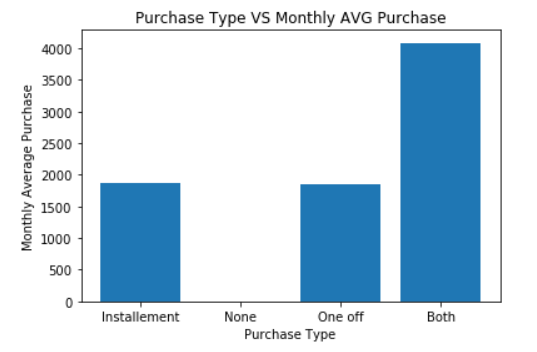 Purchase Type VS Monthly AVG Purchase
Monthly Average Purchase
4000
3500
3000
2500
2000
1500
1000
500
0
Installement None One off Both
Purchase Type